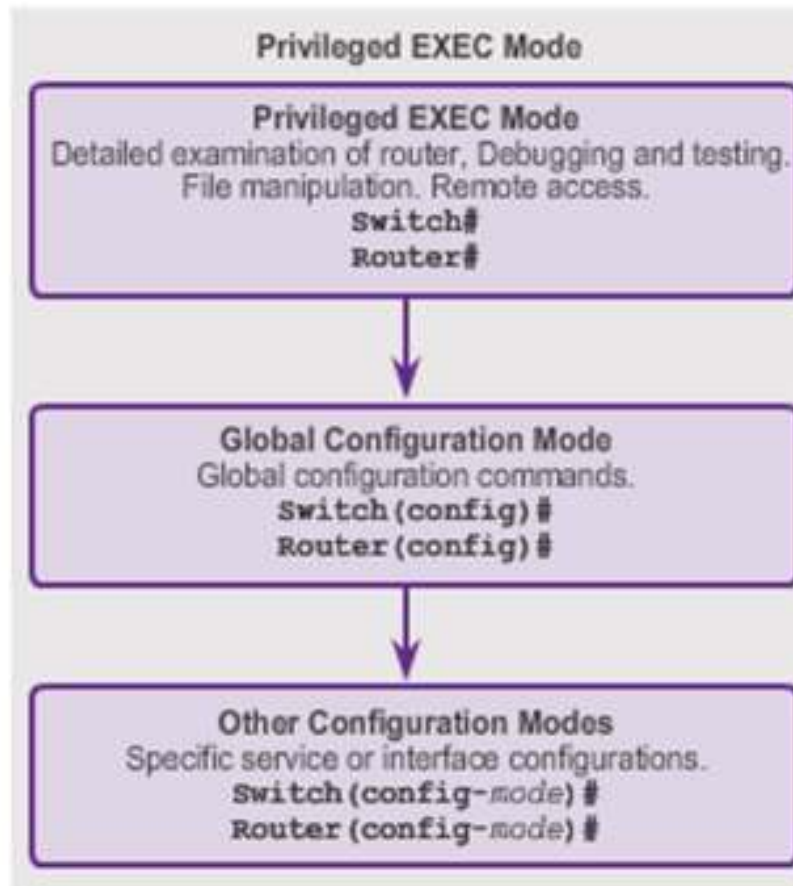 Privileged EXEC Mode
Privileged EXEC Mode
Detailed examination of router, Debugging and testing.
File manipulation. Remote access.
Switch#
Router#
Global Configuration Mode
Global configuration commands.
Switch(config)#
Router(config)#
Other Configuration Modes
Specific service or interface configurations.
Switch(config-mode)#
Router(config-mode)#